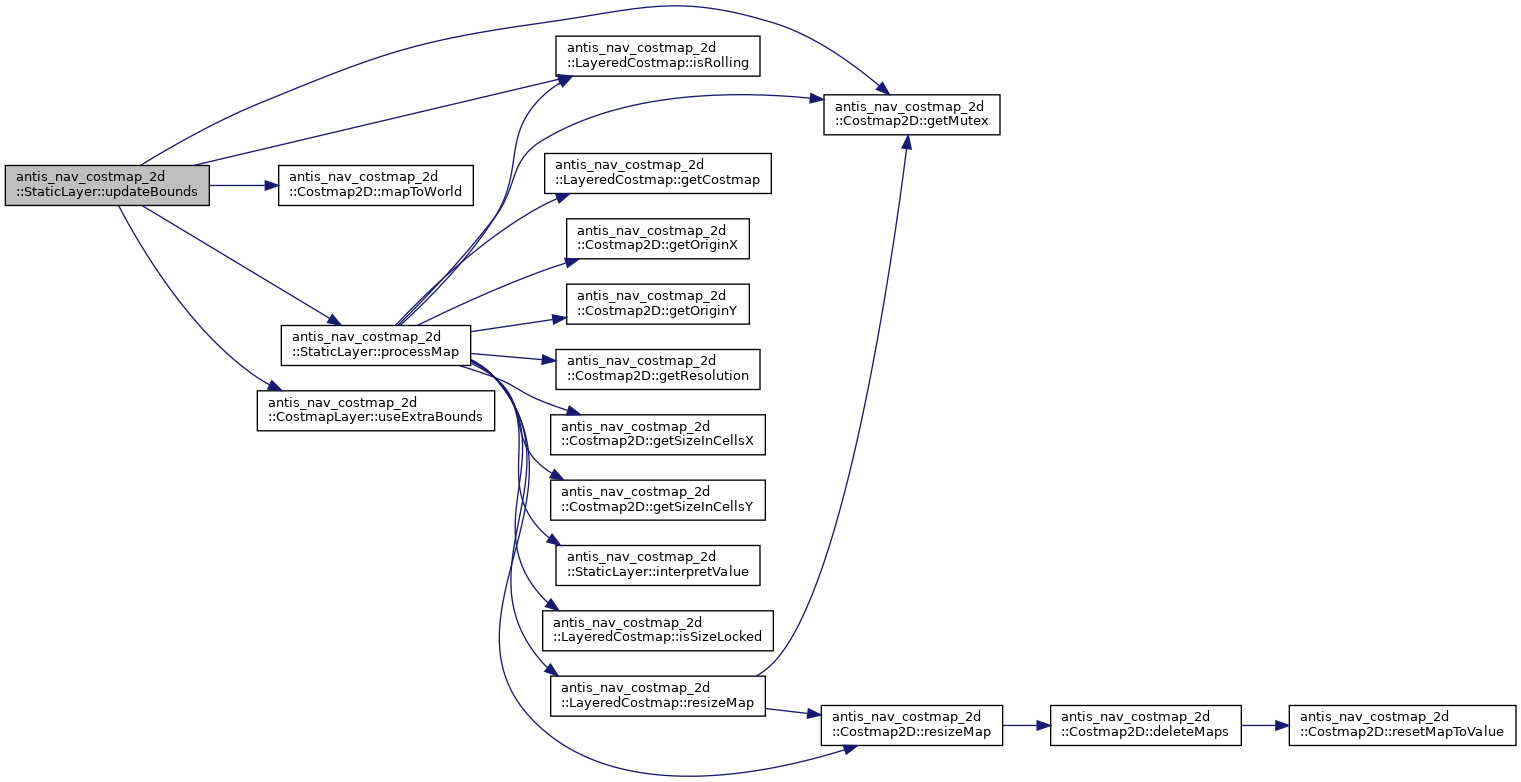 antis_nav_costmap_2d
::StaticLayer::updateBounds
antis_nav_costmap_2d
::LayeredCostmap::isRolling
antis_nav_costmap_2d
::Costmap2D::getMutex
antis_nav_costmap_2d
::Costmap2D::mapToWorld
antis_nav_costmap_2d
::LayeredCostmap::getCostmap
antis_nav_costmap_2d
::Costmap2D::getOriginX
antis_nav_costmap_2d
::Costmap2D::getOriginY
antis_nav_costmap_2d
::StaticLayer::processMap
antis_nav_costmap_2d
::Costmap2D::getResolution
antis_nav_costmap_2d
::CostmapLayer::useExtraBounds
antis_nav_costmap_2d
::Costmap2D::getSizeInCellsX
antis_nav_costmap_2d
::Costmap2D::getSizeInCellsY
antis_nav_costmap_2d
::StaticLayer::interpretValue
antis_nav_costmap_2d
::LayeredCostmap::isSizeLocked
antis_nav_costmap_2d
::LayeredCostmap::resizeMap
antis_nav_costmap_2d
::Costmap2D::resizeMap
antis_nav_costmap_2d
::Costmap2D::deleteMaps
antis_nav_costmap_2d
::Costmap2D::resetMapToValue